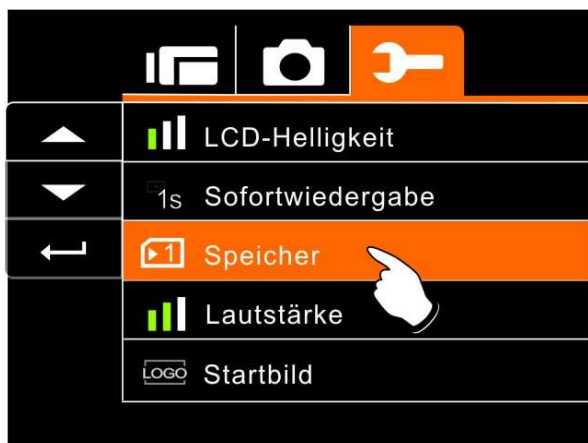 LCD-Helligkeit
1s Sofortwiedergabe
1 Speicher
Lautstärke
LOGO Startbild